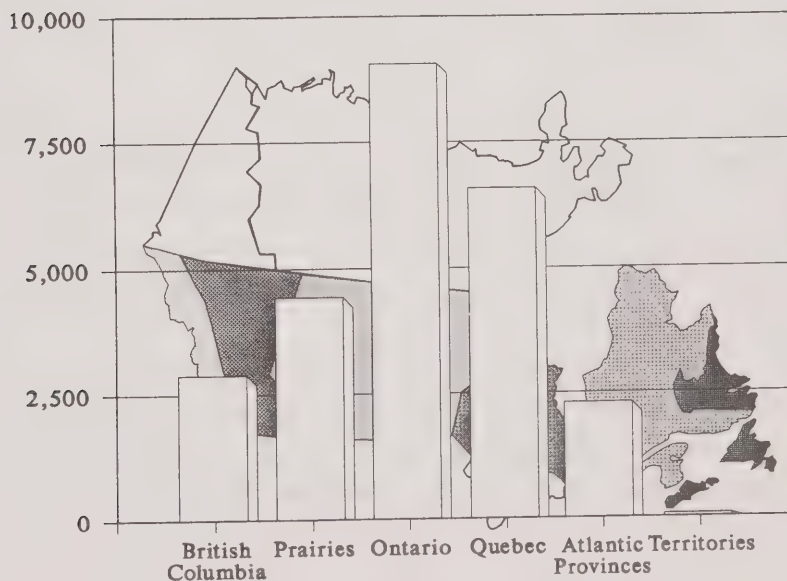 10,000
7,500
5,000
2,500
0
British Prairies Ontario Quebec Atlantic Territories
Columbia Provinces